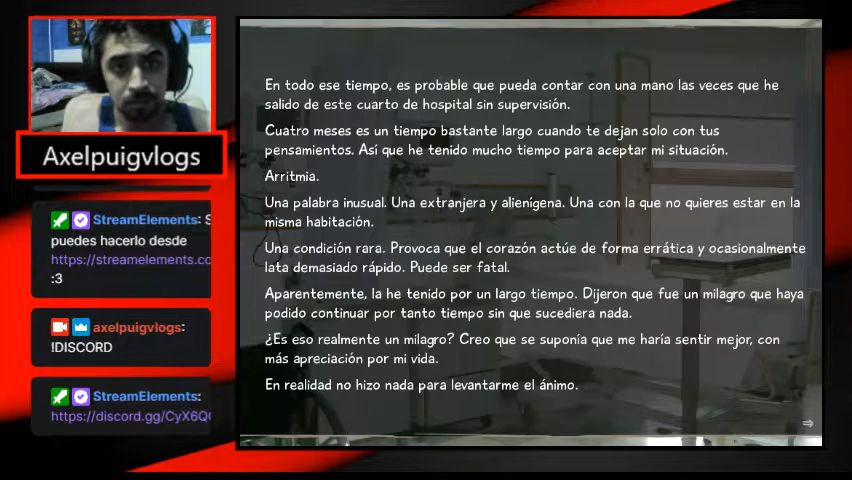 Axelpuigvlogs
StreamElements: S
puedes hacerlo desde
https://streamelements.cc
:3
axelpuigvlogs:
!DISCORD
StreamElements:
https://discord.gg/CyX6Q
En todo ese tiempo, es probable que pueda contar con una mano las veces que he
salido de este cuarto de hospital sin supervisión.
Cuatro meses es un tiempo bastante largo cuando te dejan solo con tus
pensamientos. Así que he tenido mucho tiempo para aceptar mi situación.
Arritmia.
Una palabra inusual. Una extranjera y alienígena. Una con la que no quieres estar en la
misma habitación.
Una condición rara. Provoca que el corazón actúe de forma errática y ocasionalmente
lata demasiado rápido. Puede ser fatal.
Aparentemente, la he tenido por un largo tiempo. Dijeron que fue un milagro que haya
podido continuar por tanto tiempo sin que sucediera nada.
¿Es eso realmente un milagro? Creo que se suponía que me haría sentir mejor, con
más apreciación por mi vida.
En realidad no hizo nada para levantarme el ánimo.